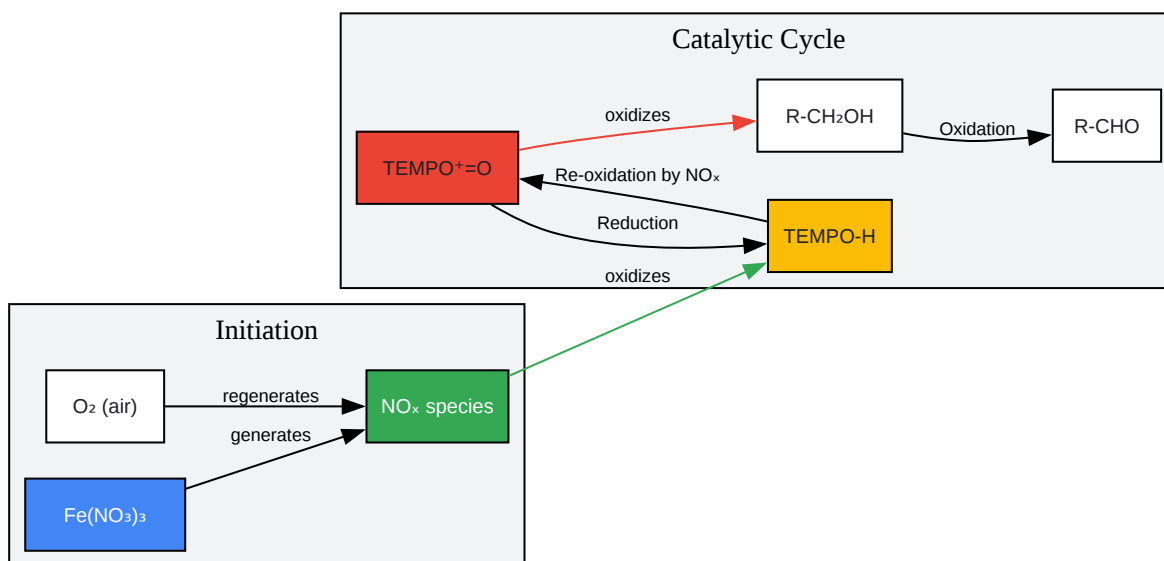 Catalytic Cycle
R-CH₂OH
oxidizes
Oxidation
R-CHO
TEMPO⁺=O
Re-oxidation by NOₓ
Reduction
TEMPO-H
oxidizes
Initiation
O₂ (air)
regenerates
NOₓ species
generates
Fe(NO₃)₃